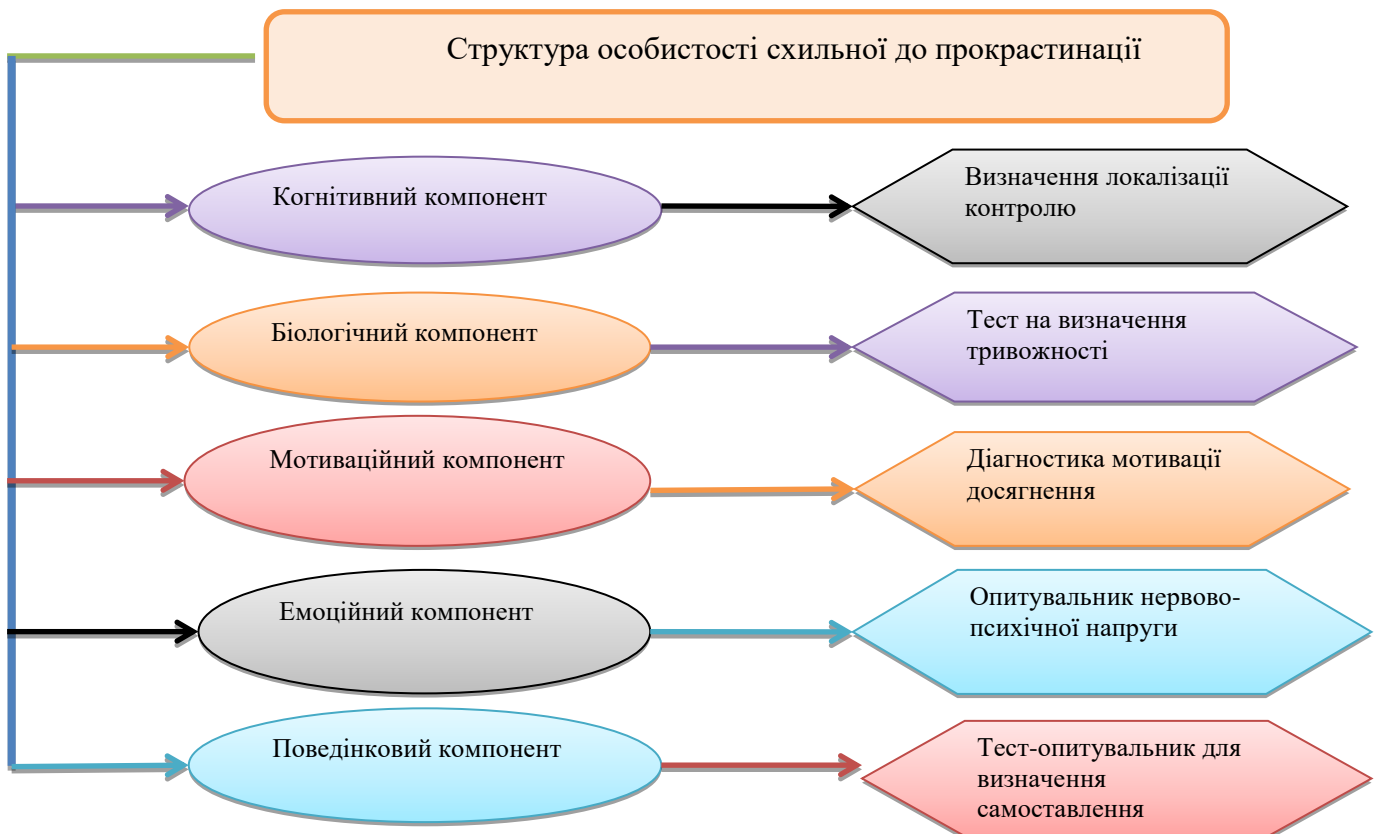 Структура особистості схильної до прокрастинації
Когнітивний компонент
Визначення локалізації
контролю
Біологічний компонент
Тест на визначення
тривожності
Мотиваційний компонент
Діагностика мотивації
досягнення
Емоційний компонент
Опитувальник нервово-
психічної напруги
Поведінковий компонент
Тест-опитувальник для
визначення
самоставлення